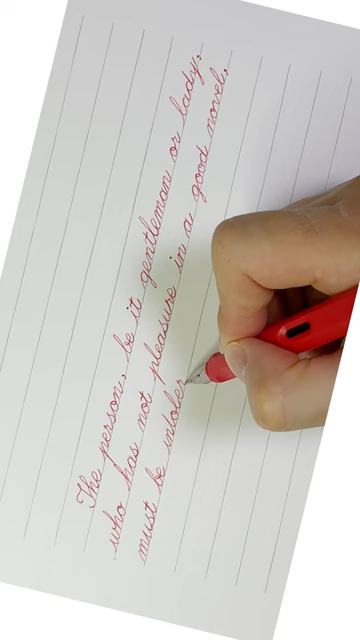 The person, be it gentleman or lady,
who has not pleasure in a good novel,
must be intoler